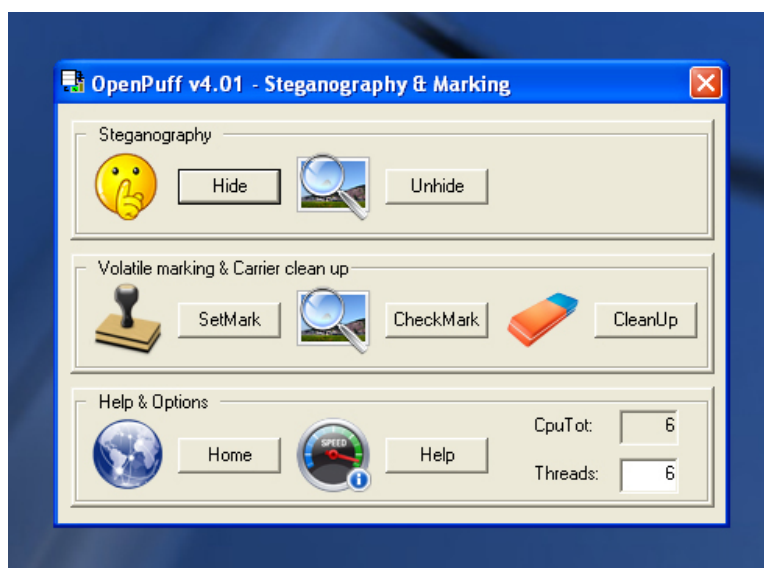 OpenPuff v4.01 - Steganography & Marking
Steganography
Hide
Unhide
Volatile marking & Carrier clean up
SetMark
CheckMark
CleanUp
Help & Options
Home
SPEED
Help
CpuTot: 6
Threads: 6